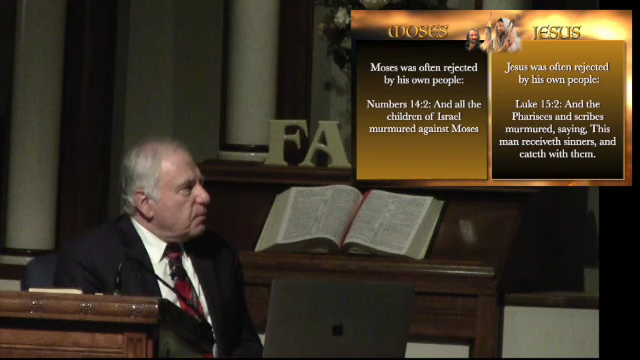 MOSES
JESUS
Moses was often rejected
by his own people:
Numbers 14:2: And all the
children of Israel
murmured against Moses
Jesus was often rejected
by his own people:
Luke 15:2: And the
Pharisees and scribes
murmured, saying, This
man receiveth sinners, and
eateth with them.
FA